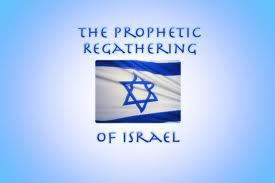 THE PROPHETIC
REGATHERING
OF ISRAEL